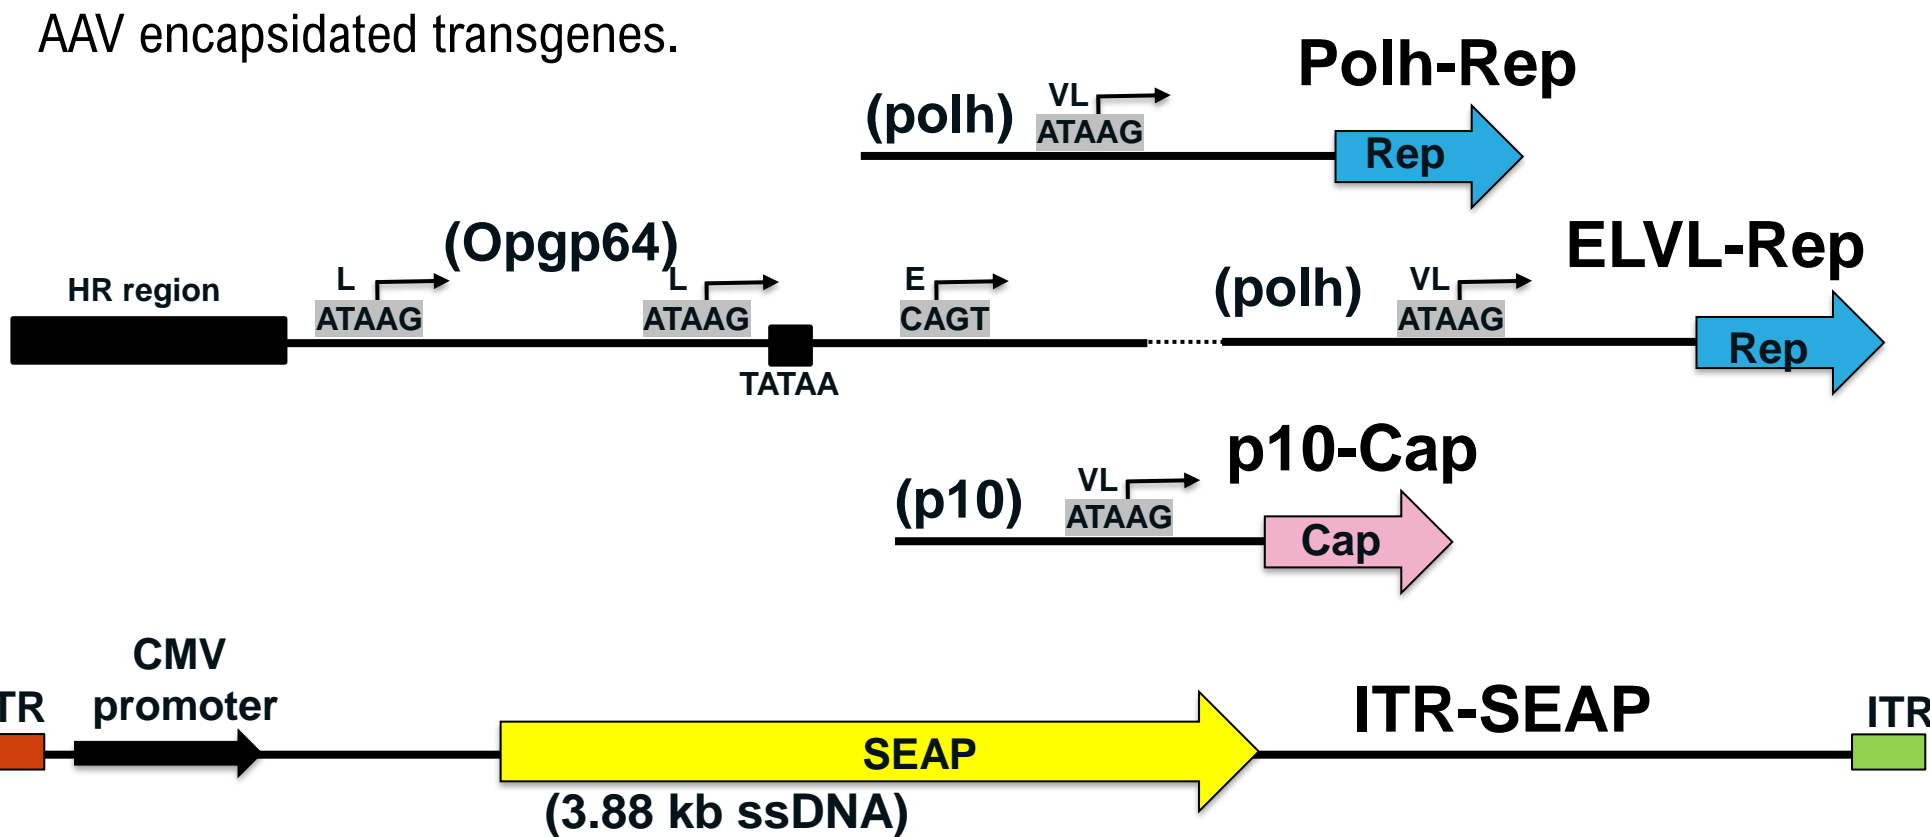 AAV encapsidated transgenes.
Polh-Rep
(polh)
VL
ATAAG
Rep
ELVL-Rep
(Opgp64)
HR region
L
ATAAG
L
ATAAG
TATAA
E
CAGT
(polh)
VL
ATAAG
Rep
p10-Cap
(p10)
VL
ATAAG
Cap
CMV
promoter
TR
ITR-SEAP
ITR
SEAP
(3.88 kb ssDNA)